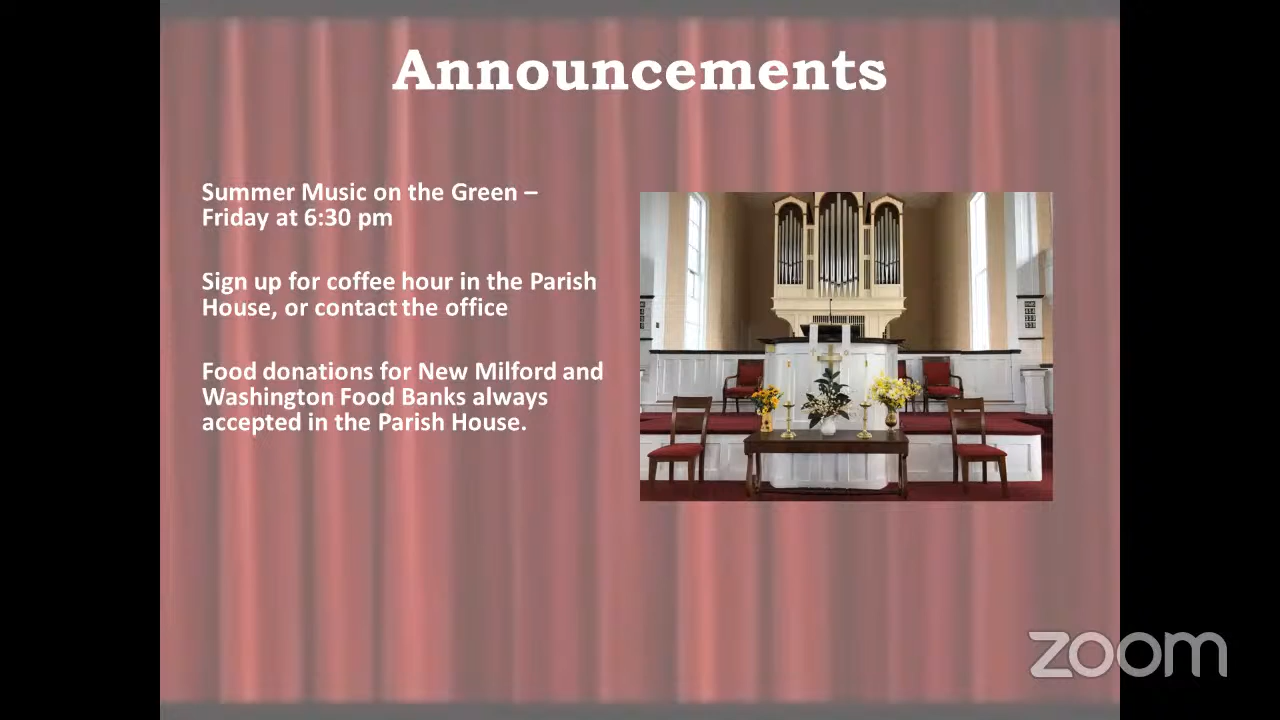 Announcements
Summer Music on the Green –
Friday at 6:30 pm
Sign up for coffee hour in the Parish
House, or contact the office
Food donations for New Milford and
Washington Food Banks always
accepted in the Parish House.
zoom